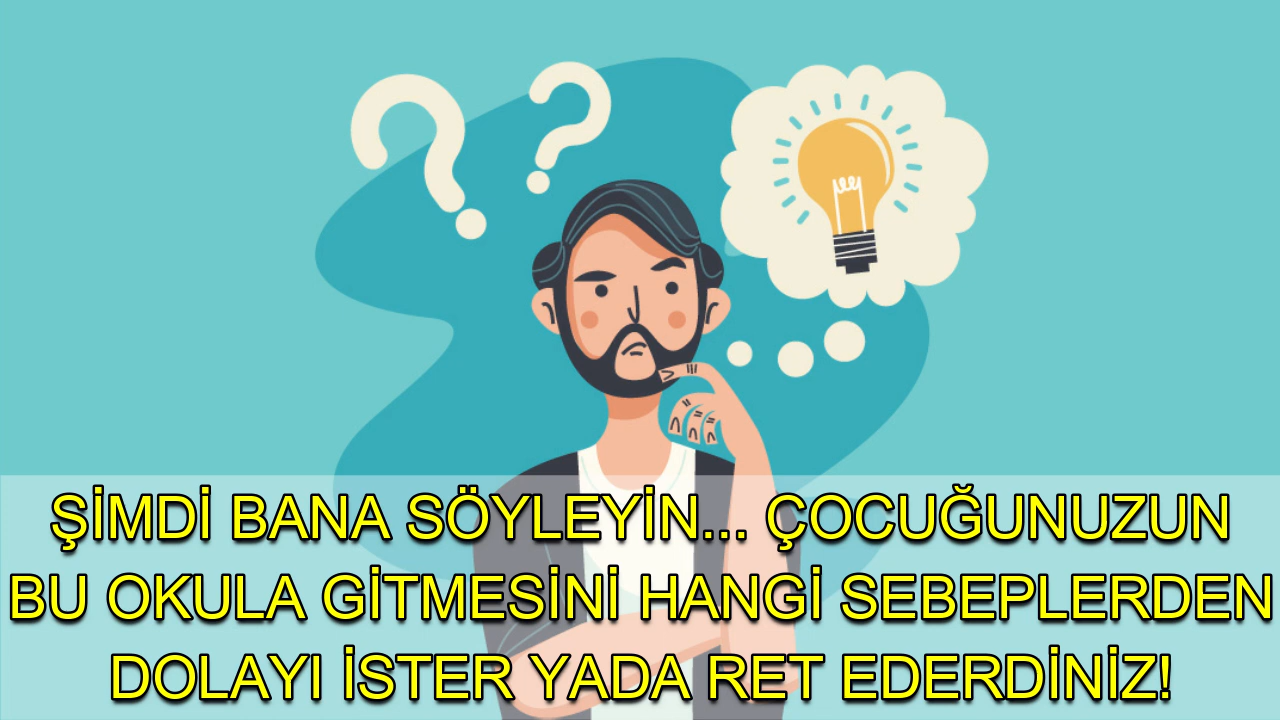 ŞİMDİ BANA SÖYLEYİN... ÇOCUĞUNUZUN
BU OKULA GİTMESİNİ HANGİ SEBEPLERDEN
DOLAYI İSTER YADA RET EDERDİNİZ!